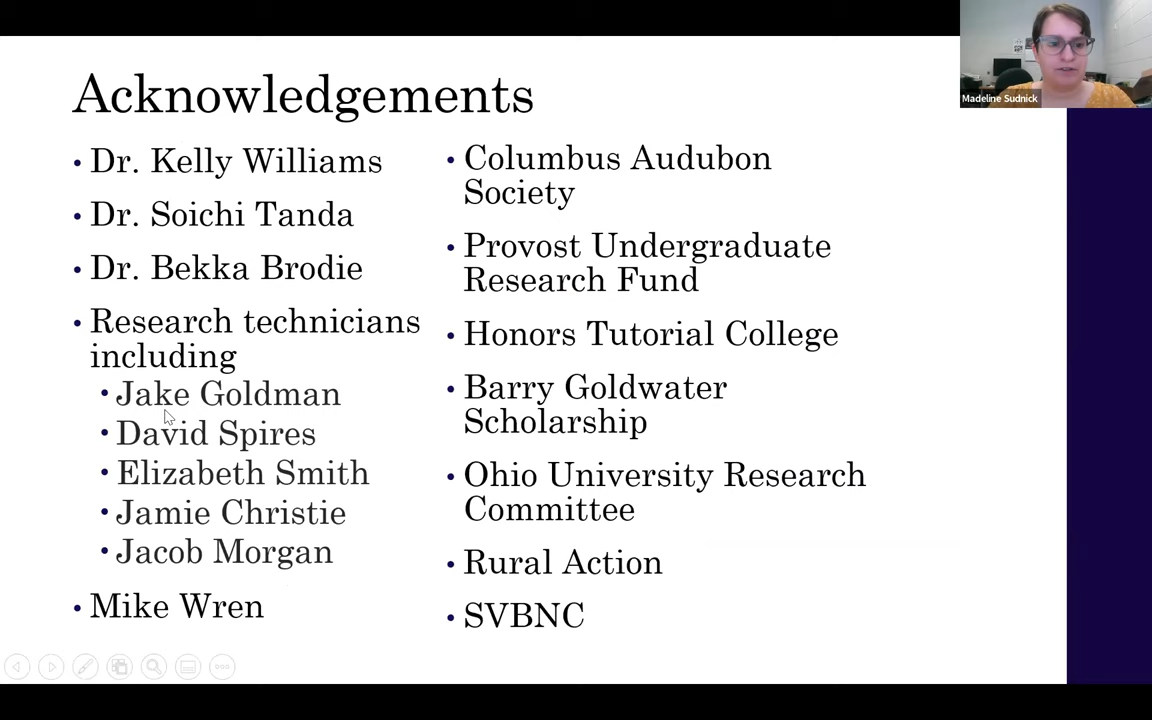 Acknowledgements
• Dr. Kelly Williams
• Dr. Soichi Tanda
• Dr. Bekka Brodie
• Research technicians
including
• Jake Goldman
• David Spires
• Elizabeth Smith
• Jamie Christie
• Jacob Morgan
• Mike Wren
• Columbus Audubon
Society
• Provost Undergraduate
Research Fund
• Honors Tutorial College
• Barry Goldwater
Scholarship
• Ohio University Research
Committee
• Rural Action
• SVBNC
Madeline Sudnick